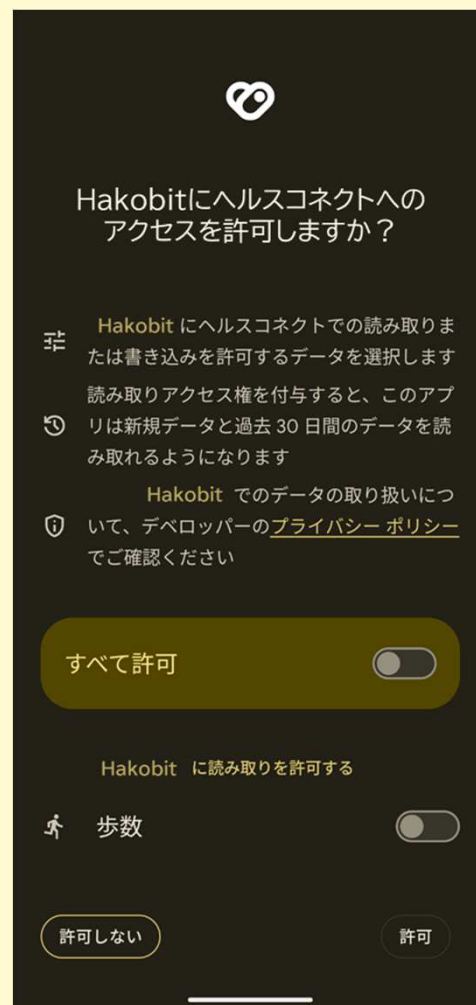 Hakobitにヘルスコネクトへの
アクセスを許可しますか？
Hakobit にヘルスコネクトでの読み取りま
たは書き込みを許可するデータを選択します
読み取りアクセス権を付与すると、このアプ
リは新規データと過去 30 日間のデータを読
み取れるようになります
Hakobit でのデータの取り扱いにつ
いて、デベロッパーのプライバシー ポリシー
でご確認ください
すべて許可
Hakobit に読み取りを許可する
歩数
許可しない
許可